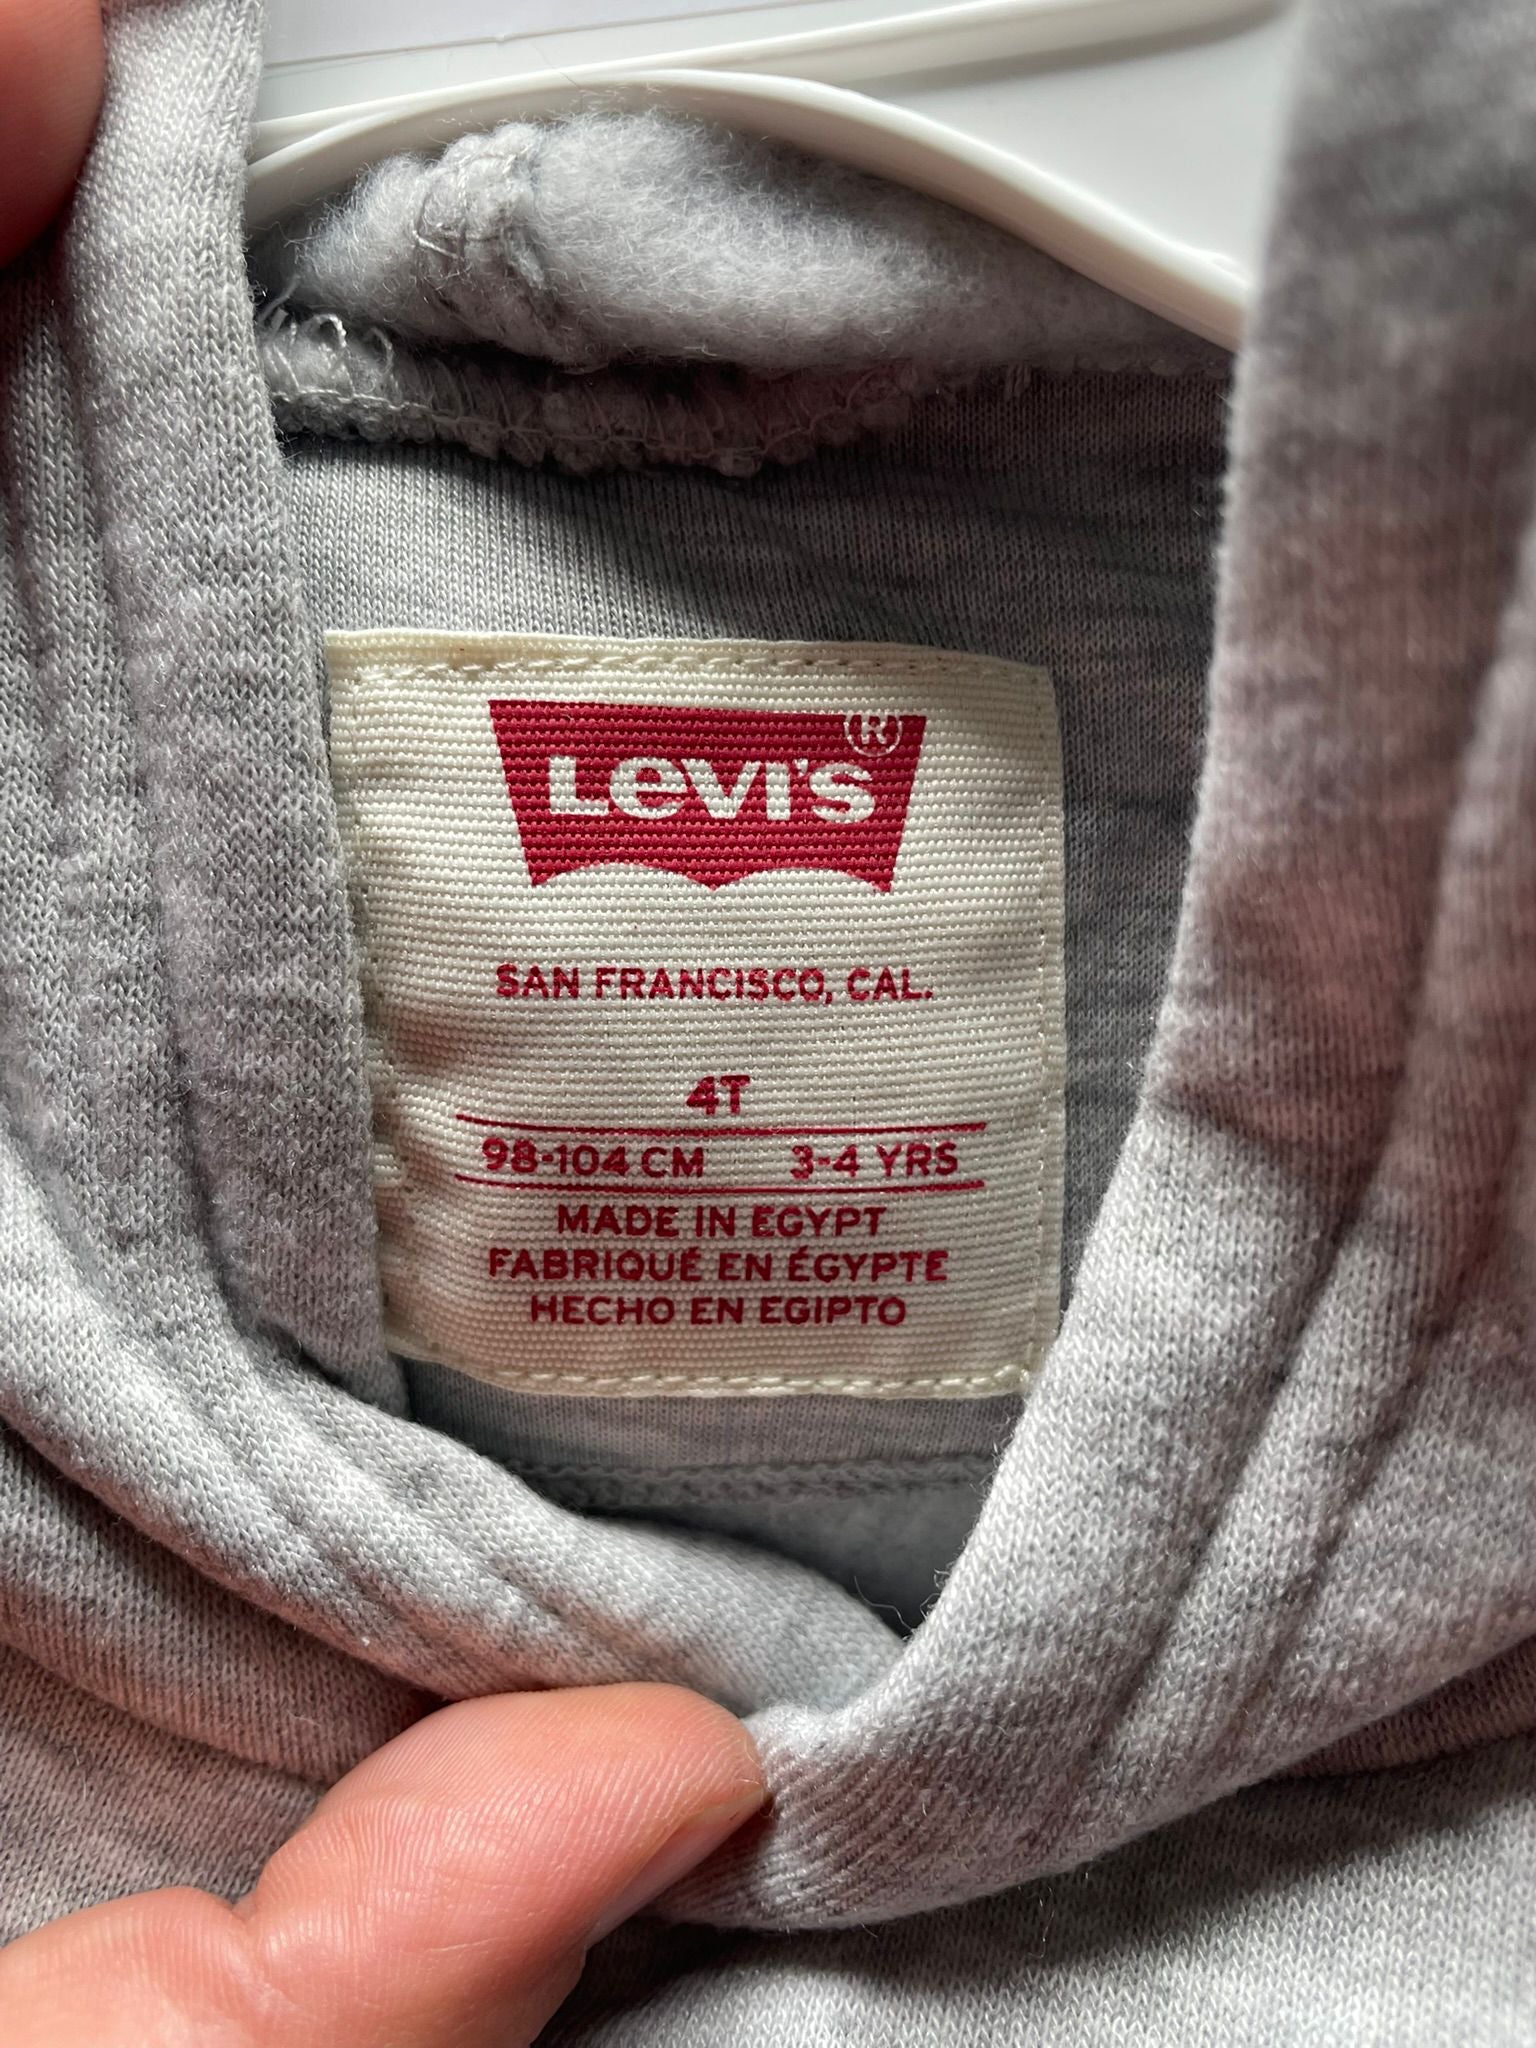 Levi's ®
SAN FRANCISCO, CAL.
4T
98-104 CM 3-4 YRS
MADE IN EGYPT
FABRIQUÉ EN ÉGYPTE
HECHO EN EGIPTO